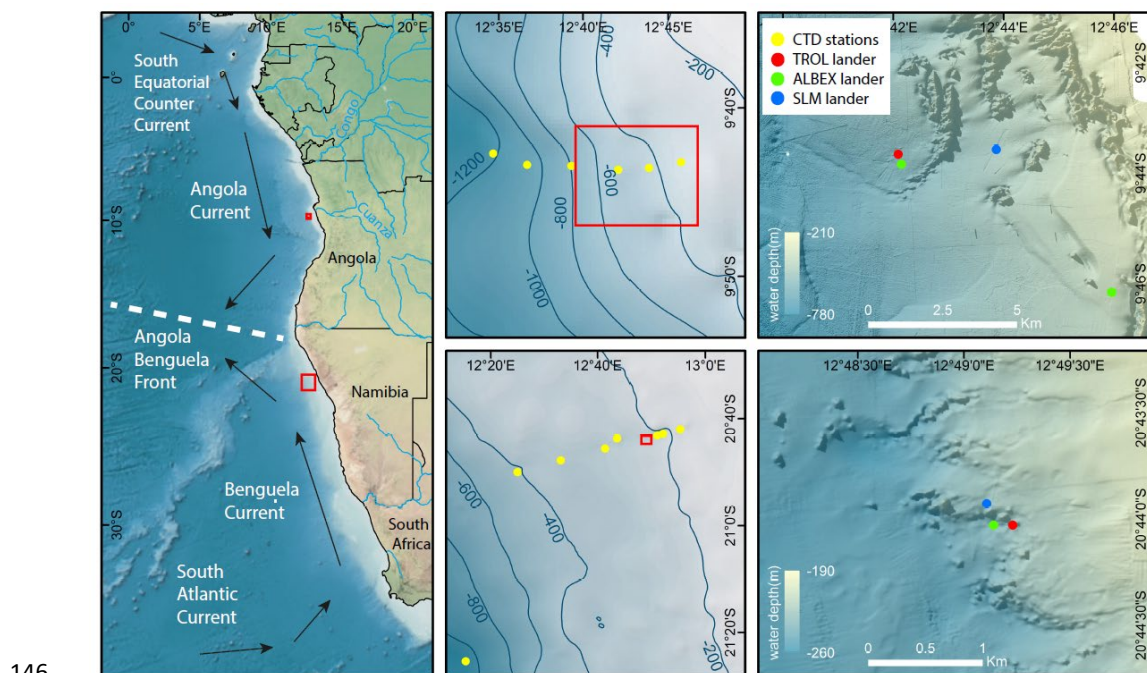 0° 5°E 10°E 15°E 20°E
South
Equatorial
Counter
Current
0°
Congo
Angola
Current
10°S
Cuanza
Angola
Angola
Benguela
Front
20°S
Namibia
Benguela
Current
30°S
South
Africa
South
Atlantic
Current
12°35'E 12°40'E 12°45'E
-400
-200
9°40'S
-1200
-600
-800
-1000
9°50'S
12°20'E 12°40'E 13°0'E
20°40'S
-600
-400
21°0'S
-800
21°20'S
-200
42'E 12°44'E 12°46'E
CTD stations
TROL lander
ALBEX lander
SLM lander
9°42'S
9°44'S
9°46'S
water depth(m)
-210
-780
0 2.5 5
Km
12°48'30"E 12°49'0"E 12°49'30"E
20°43'30"S
20°44'0"S
20°44'30"S
water depth(m)
-190
-260
0 0.5 1
Km
146